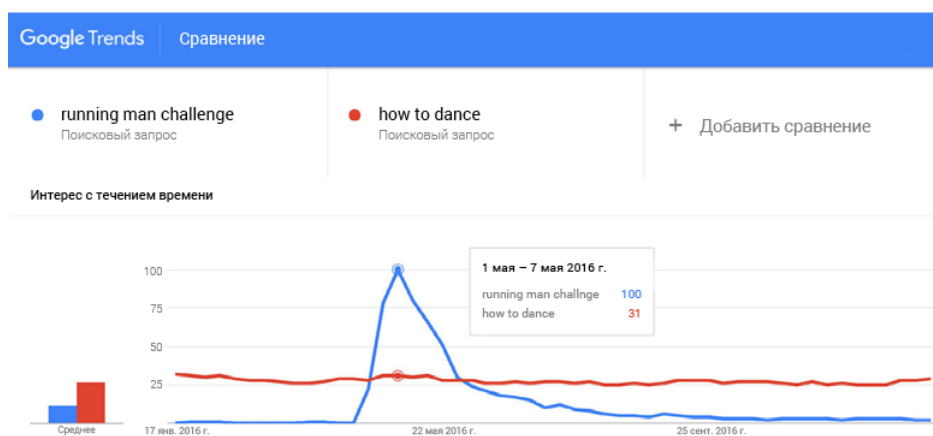 Google Trends Сравнение
running man challenge
Поисковый запрос
how to dance
Поисковый запрос
+ Добавить сравнение
Интерес с течением времени
1 мая – 7 мая 2016 г.
running man challnge 100
how to dance 31
100
75
50
25
Среднее
17 янв. 2016 г.
22 мая 2016 г.
25 сент. 2016 г.